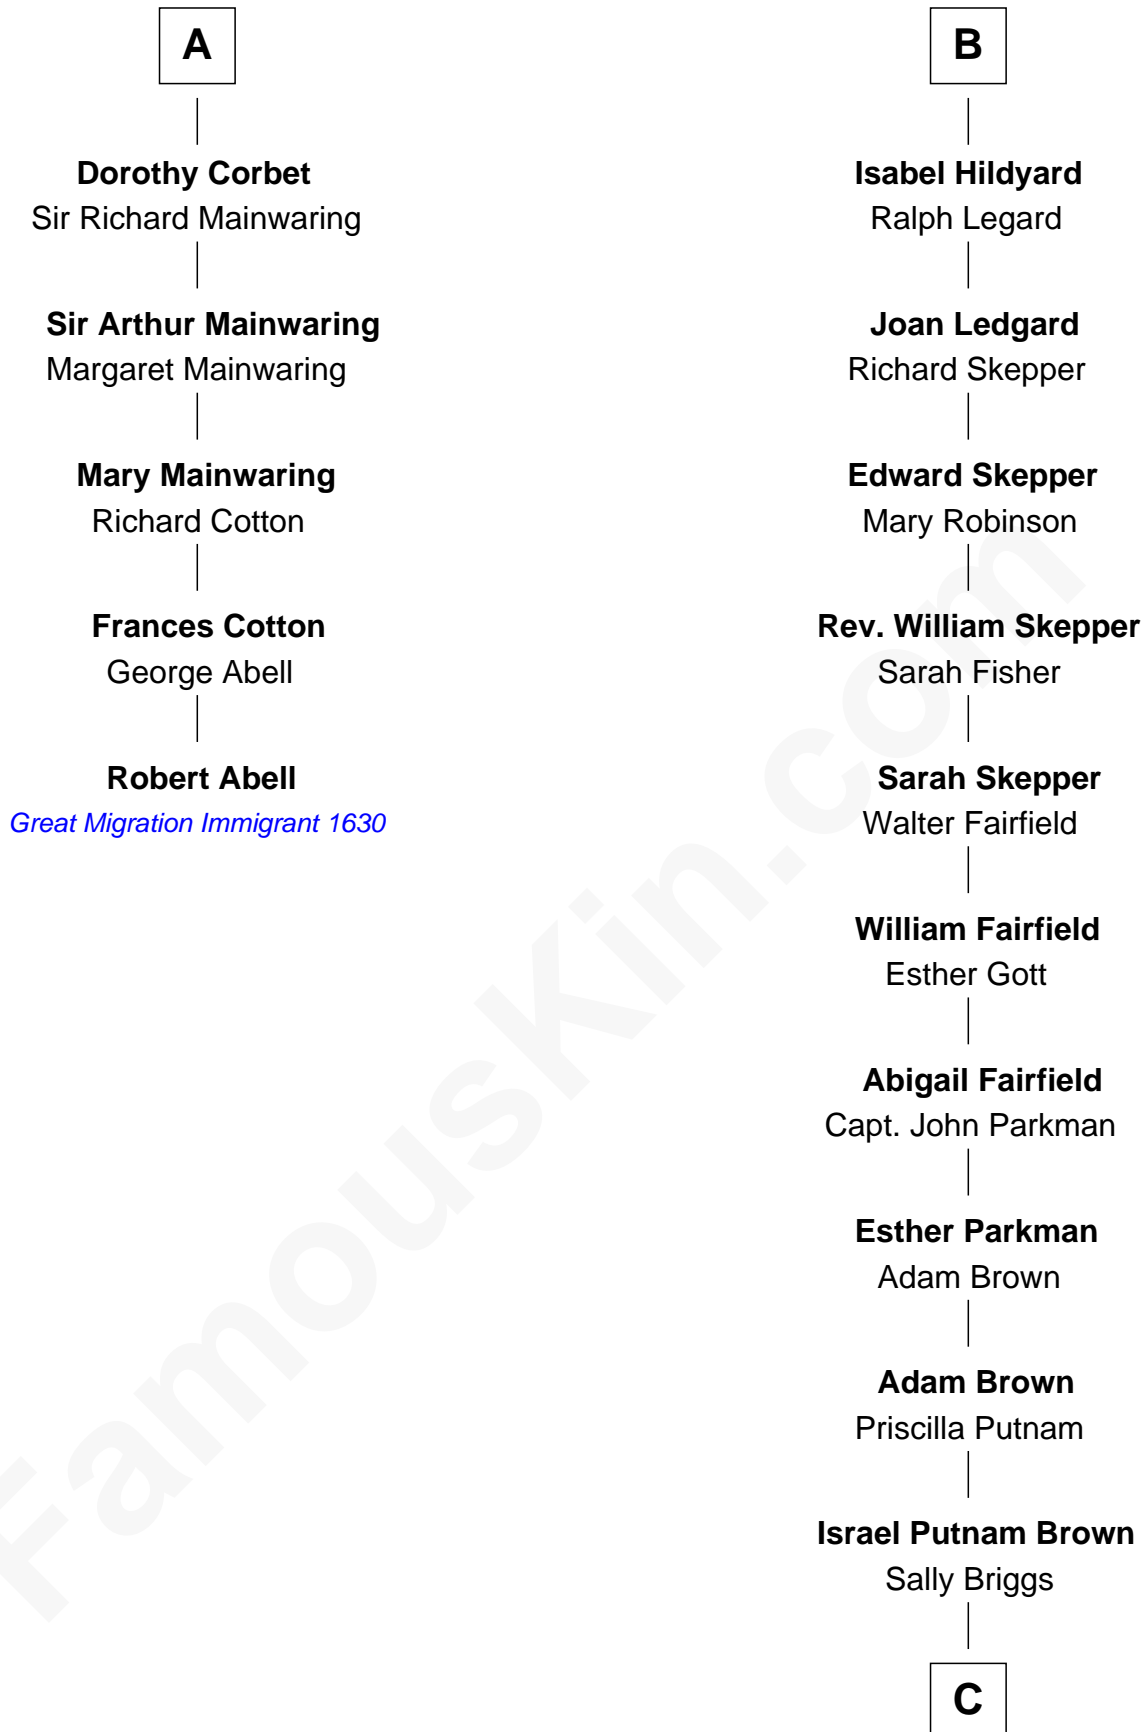 A
Dorothy Corbet
Sir Richard Mainwaring
Sir Arthur Mainwaring
Margaret Mainwaring
Mary Mainwaring
Richard Cotton
Frances Cotton
George Abell
Robert Abell
Great Migration Immigrant 1630
B
Isabel Hildyard
Ralph Legard
Joan Ledgard
Richard Skepper
Edward Skepper
Mary Robinson
Rev. William Skepper
Sarah Fisher
Sarah Skepper
Walter Fairfield
William Fairfield
Esther Gott
Abigail Fairfield
Capt. John Parkman
Esther Parkman
Adam Brown
Adam Brown
Priscilla Putnam
Israel Putnam Brown
Sally Briggs
C
FamousKin.com